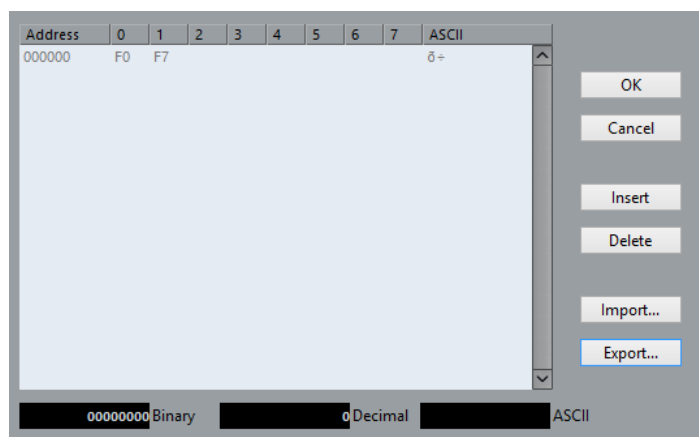 Address 0 1 2 3 4 5 6 7 ASCII
000000 F0 F7 ð÷
OK
Cancel
Insert
Delete
Import...
Export...
00000000 Binary 0 Decimal ASCII